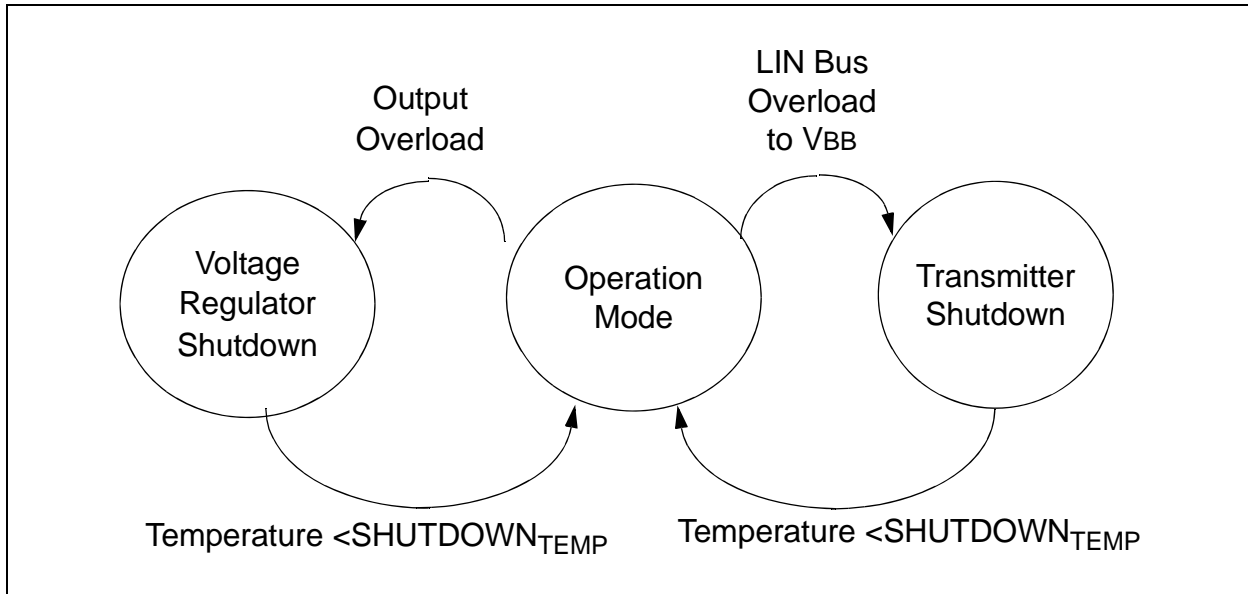 Output
Overload
LIN Bus
Overload
to VBB
Voltage
Regulator
Shutdown
Operation
Mode
Transmitter
Shutdown
Temperature <SHUTDOWNTEMP
Temperature <SHUTDOWNTEMP